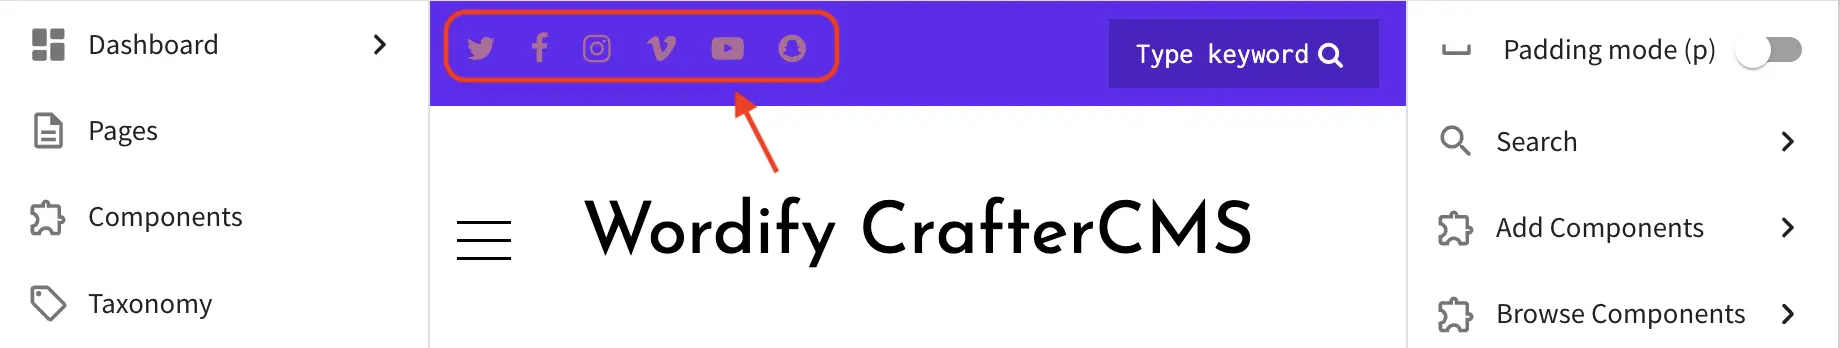 Dashboard
Pages
Components
Taxonomy
Type keyword
Wordify CrafterCMS
Padding mode (p)
Search
Add Components
Browse Components